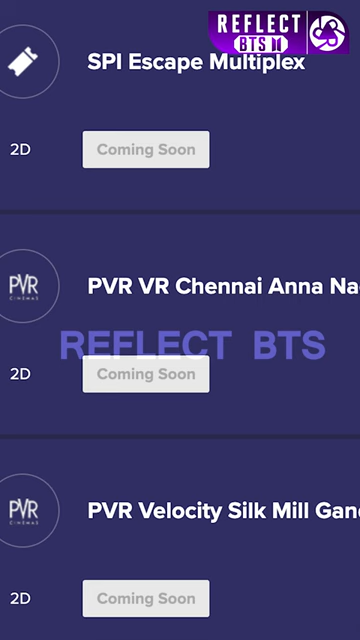 REFLECT
BTS
SPI Escape Multiplex
2D
Coming Soon
PVR
CINEMAS
PVR VR Chennai Anna Na
REFLECT BTS
2D
Coming Soon
PVR
CINEMAS
PVR Velocity Silk Mill Gan
2D
Coming Soon